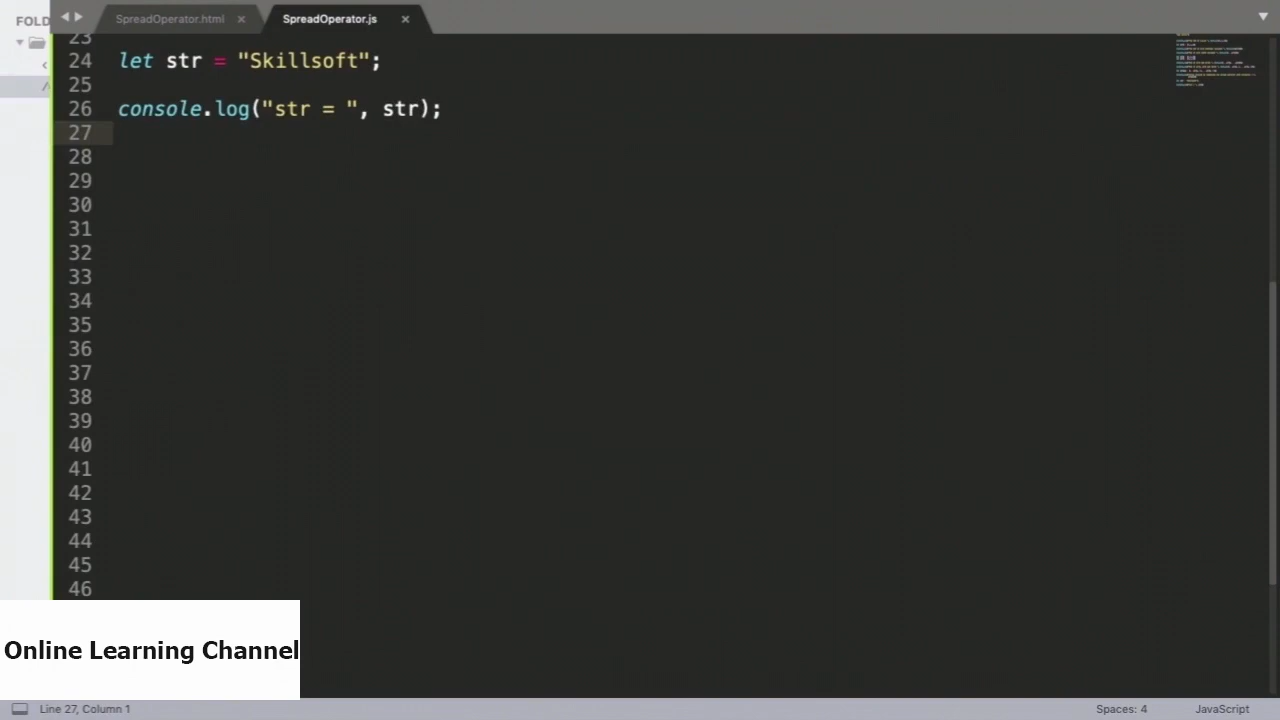 FOLD
SpreadOperator.html ×
SpreadOperator.js ×
23
24 let str = "Skillsoft";
25
26 console.log("str = ", str);
27
28
29
30
31
32
33
34
35
36
37
38
39
40
41
42
43
44
45
46
Online Learning Channel
Line 27, Column 1
Spaces: 4
JavaScript